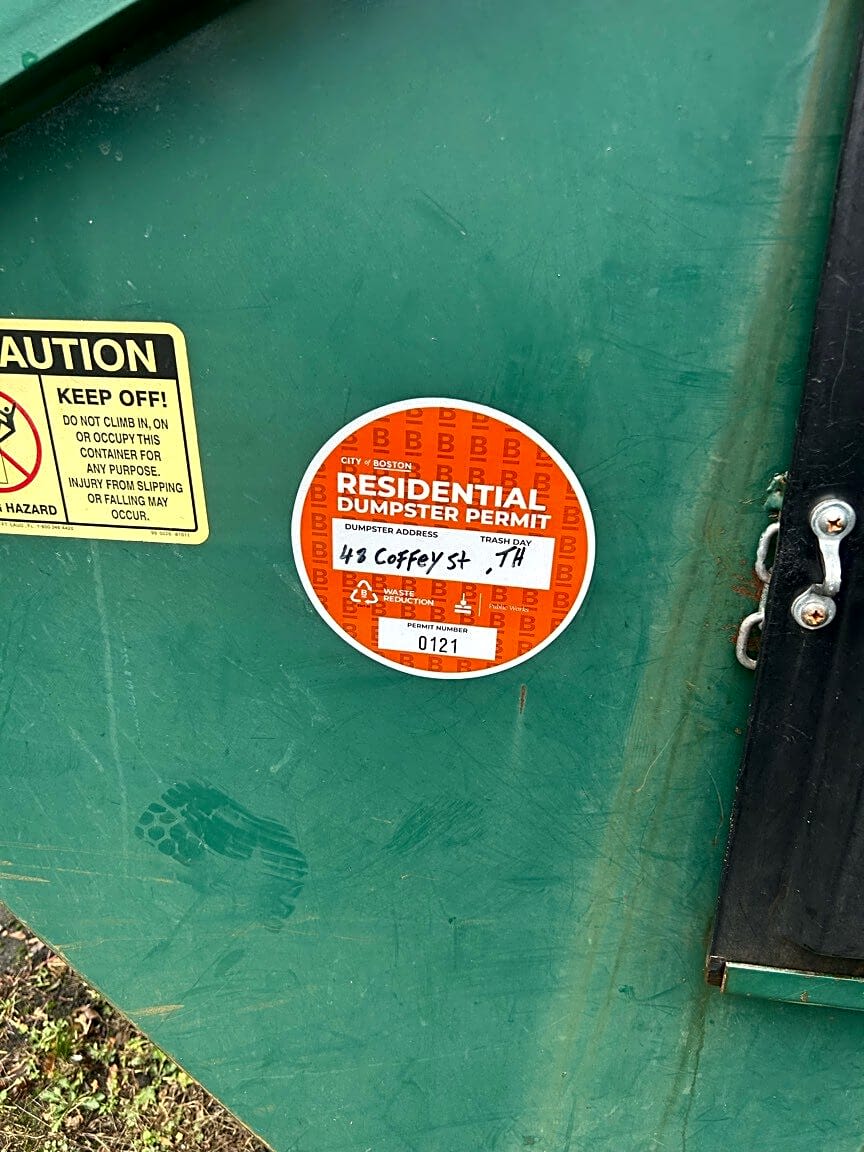 AUTION
KEEP OFF!
DO NOT CLIMB IN, ON
OR OCCUPY THIS
CONTAINER FOR
ANY PURPOSE.
INJURY FROM SLIPPING
OR FALLING MAY
OCCUR.
HAZARD
CITY of BOSTON
RESIDENTIAL
DUMPSTER PERMIT
DUMPSTER ADDRESS TRASH DAY
48 Coffey St , TH
B WASTE
REDUCTION
Public Works
PERMIT NUMBER
0121